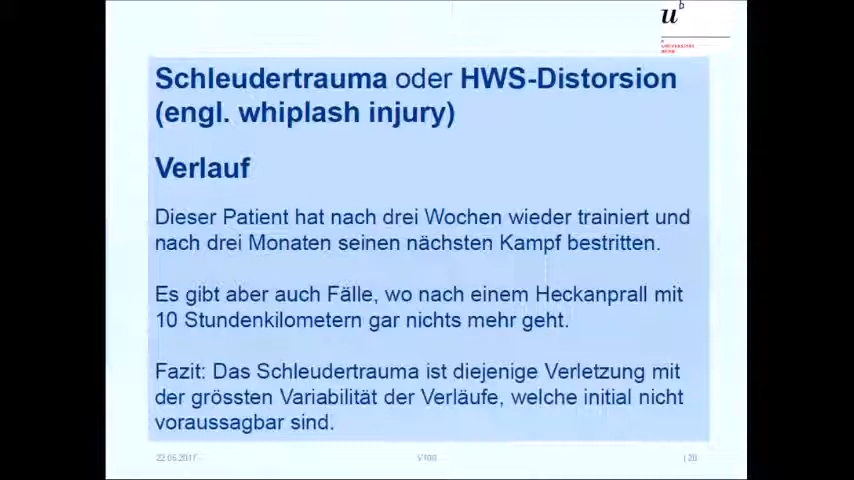 u b
UNIVERSITÄT
BERN
Schleudertrauma oder HWS-Distorsion
(engl. whiplash injury)
Verlauf
Dieser Patient hat nach drei Wochen wieder trainiert und
nach drei Monaten seinen nächsten Kampf bestritten.
Es gibt aber auch Fälle, wo nach einem Heckanprall mit
10 Stundenkilometern gar nichts mehr geht.
Fazit: Das Schleudertrauma ist diejenige Verletzung mit
der grössten Variabilität der Verläufe, welche initial nicht
voraussagbar sind.